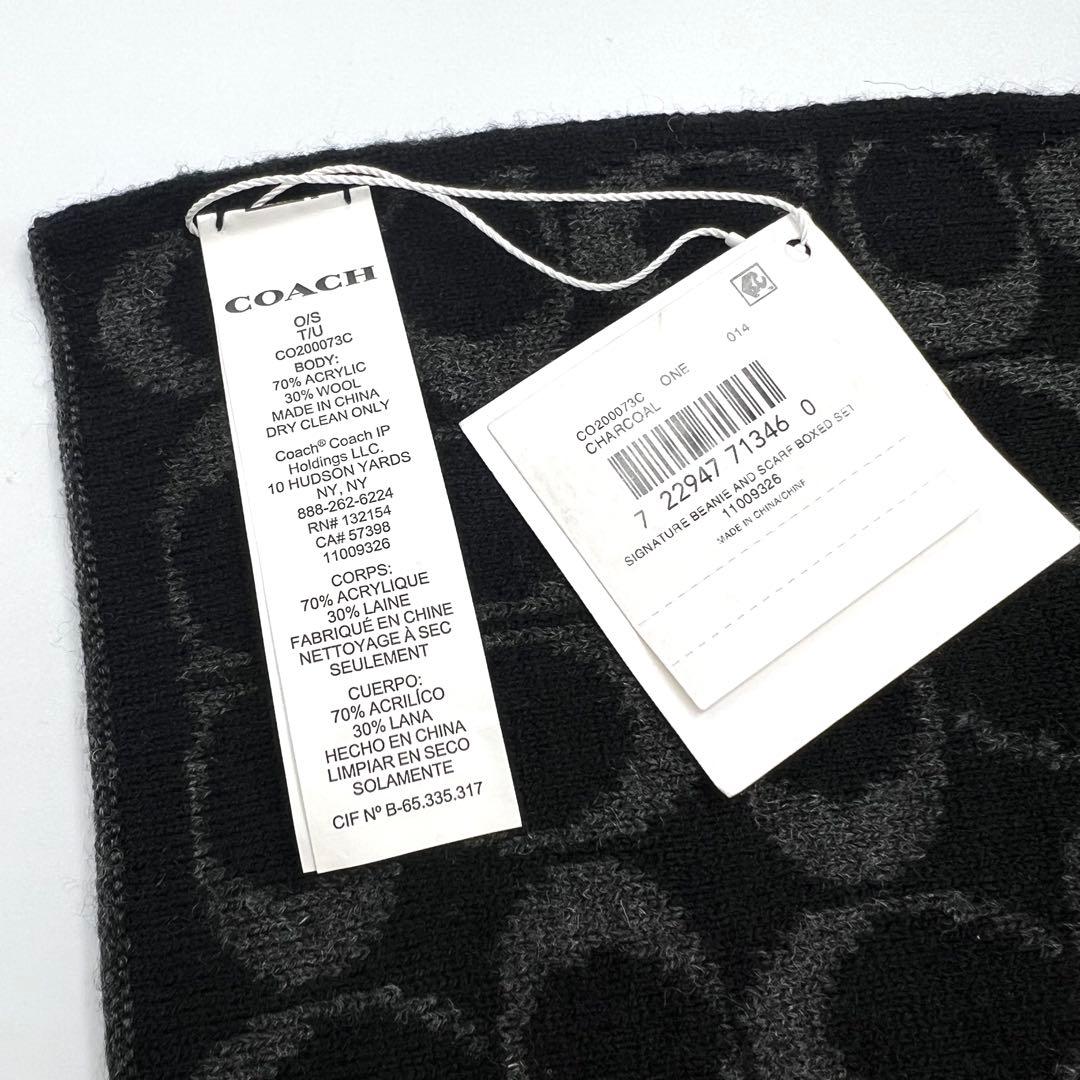 COACH
O/S
T/U
CO200073C
BODY:
70% ACRYLIC
30% WOOL
MADE IN CHINA
DRY CLEAN ONLY
Coach® Coach IP
Holdings LLC.
10 HUDSON YARDS
NY, NY
888-262-6224
RN# 132154
CA# 57398
11009326
CORPS:
70% ACRYLIQUE
30% LAINE
FABRIQUÉ EN CHINE
NETTOYAGE À SEC
SEULEMENT
CUERPO:
70% ACRILÍCO
30% LANA
HECHO EN CHINA
LIMPIAR EN SECO
SOLAMENTE
CIF Nº B-65.335.317
CO200073C ONE 014
CHARCOAL
7 22947 71346 0
SIGNATURE BEANIE AND SCARF BOXED SET
11009326
MADE IN CHINA/CHINE